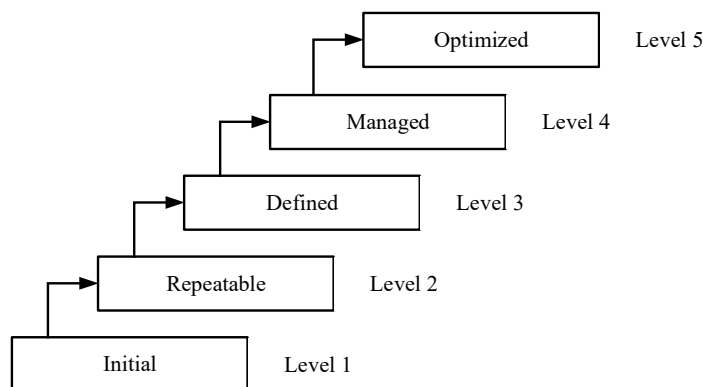 Optimized Level 5
Managed Level 4
Defined Level 3
Repeatable Level 2
Initial Level 1